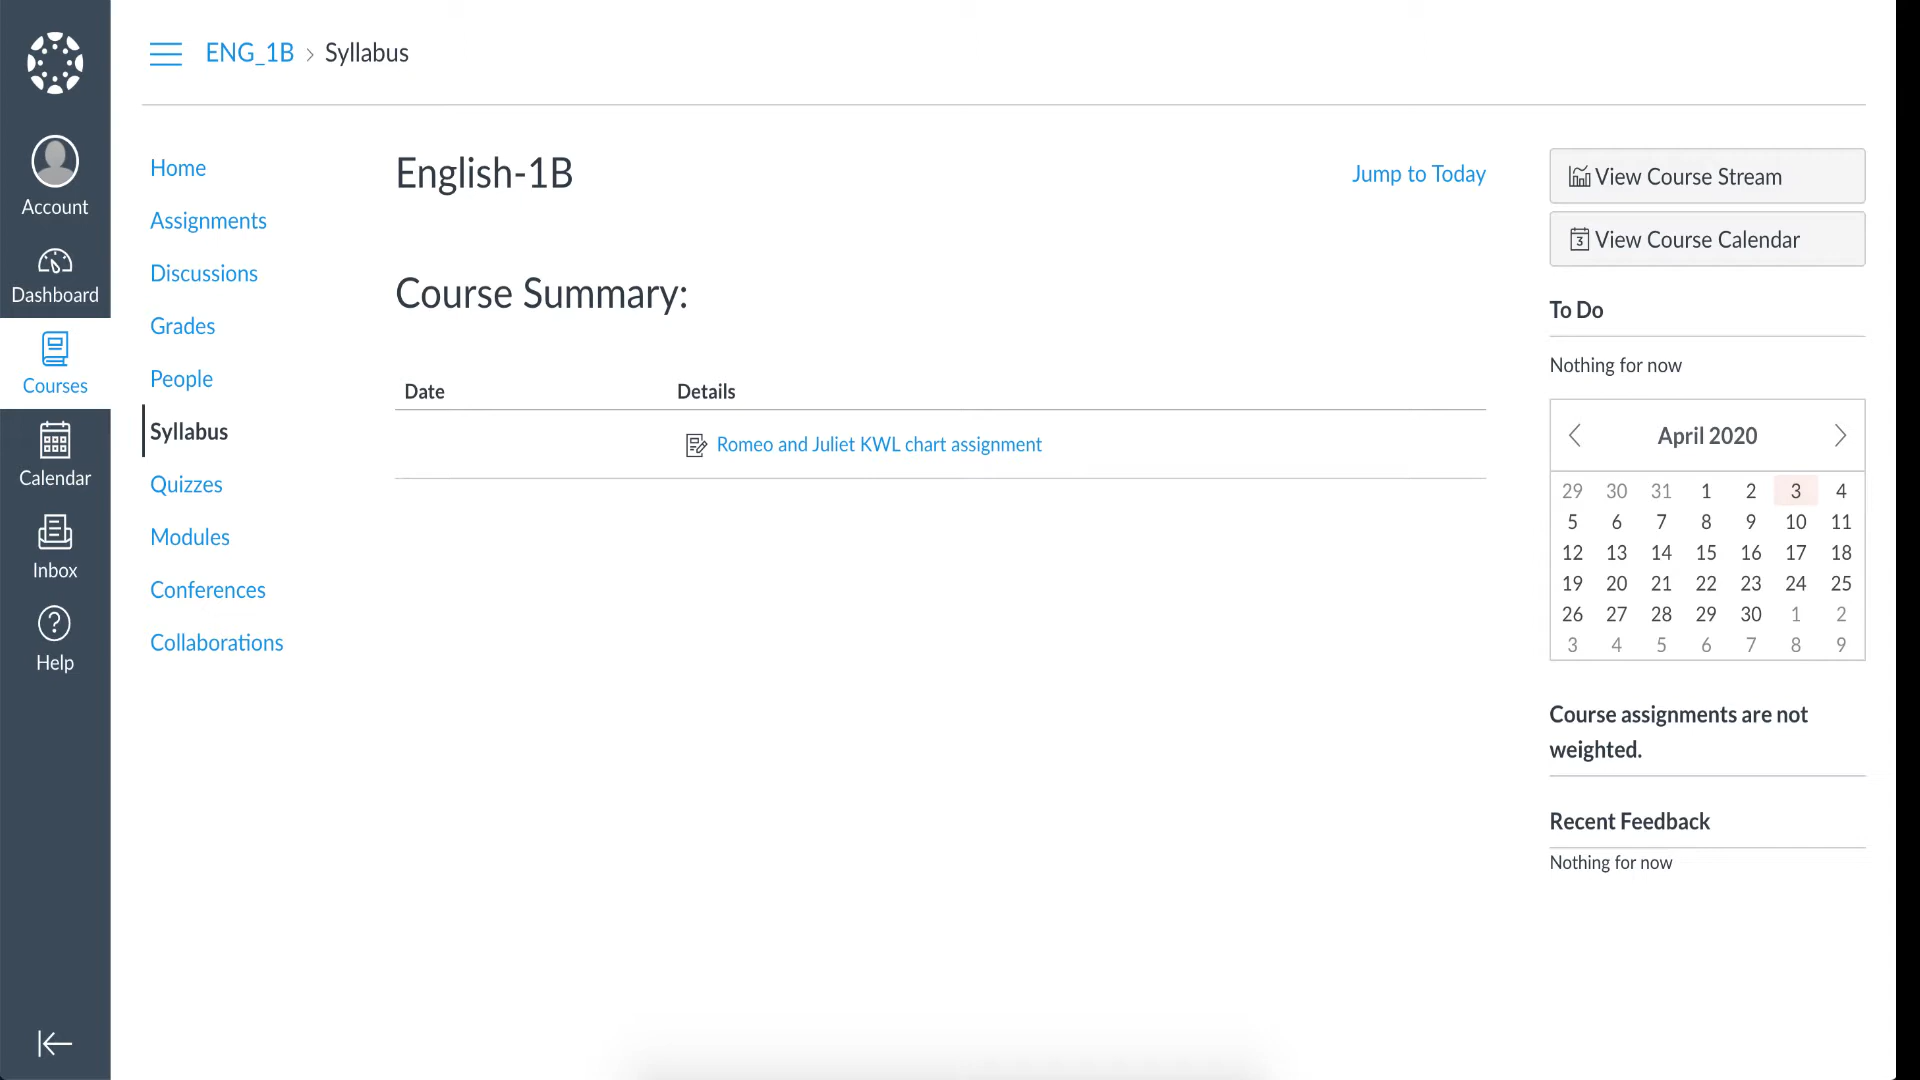 ENG_1B > Syllabus
Account
Dashboard
Courses
Calendar
Inbox
Help
Home
Assignments
Discussions
Grades
People
Syllabus
Quizzes
Modules
Conferences
Collaborations
English-1B
Jump to Today
Course Summary:
Date Details
Romeo and Juliet KWL chart assignment
View Course Stream
3 View Course Calendar
To Do
Nothing for now
April 2020
29 30 31 1 2 3 4
5 6 7 8 9 10 11
12 13 14 15 16 17 18
19 20 21 22 23 24 25
26 27 28 29 30 1 2
3 4 5 6 7 8 9
Course assignments are not
weighted.
Recent Feedback
Nothing for now